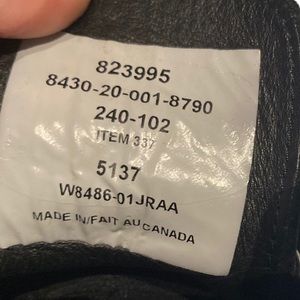 823995
8430-20-001-8790
240-102
ITEM 337
5137
W8486-01JRAA
MADE IN/FAIT AU CANADA